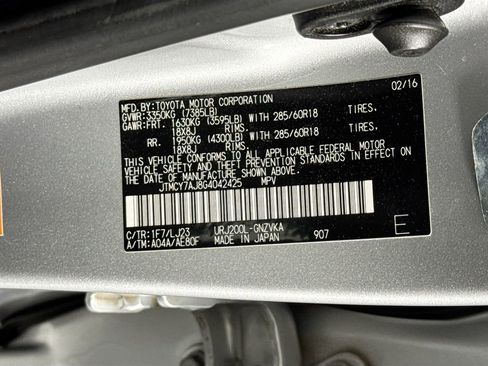 MFD. BY: TOYOTA MOTOR CORPORATION 02/16
GVWR: 3350KG (7385LB)
GAWR: FRT. 1630KG (3595LB) WITH 285/60R18 TIRES,
18X8J RIMS.
RR. 1950KG (4300LB) WITH 285/60R18 TIRES,
18X8J RIMS.
THIS VEHICLE CONFORMS TO ALL APPLICABLE FEDERAL MOTOR
VEHICLE SAFETY AND THEFT PREVENTION STANDARDS IN EFFECT ON
THE DATE OF MANUFACTURE SHOWN ABOVE.
JTMCY7AJ8G4042425 MPV
C/TR: 1F7/LJ23 URJ200L-GNZVKA
A/TM: A04A/AE80F MADE IN JAPAN 907 E